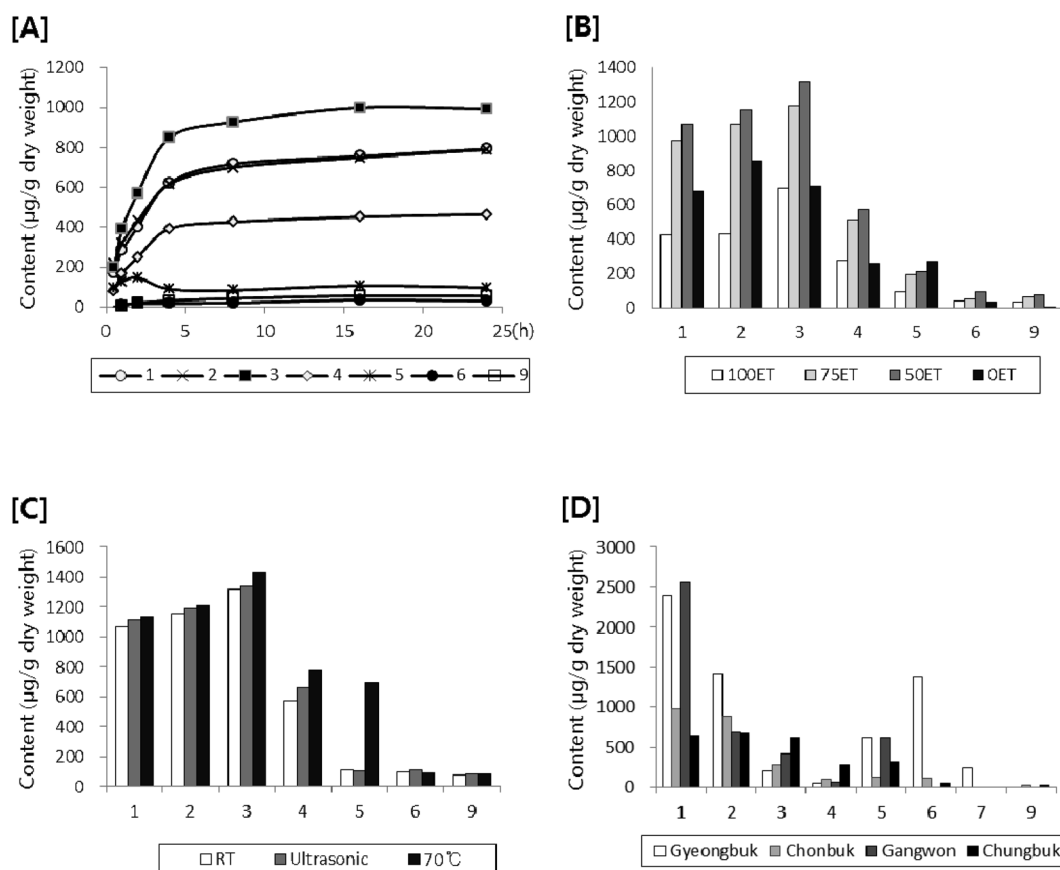 [A]
Content (µg/g dry weight)
1200
1000
800
600
400
200
0
0 5 10 15 20 25(h)
1 2 3 4 5 6 9
[B]
Content (µg/g dry weight)
1400
1200
1000
800
600
400
200
0
1 2 3 4 5 6 9
100ET 75ET 50ET 0ET
[C]
Content (µg/g dry weight)
1600
1400
1200
1000
800
600
400
200
0
1 2 3 4 5 6 9
RT Ultrasonic 70℃
[D]
Content (µg/g dry weight)
3000
2500
2000
1500
1000
500
0
1 2 3 4 5 6 7 9
Gyeongbuk Chonbuk Gangwon Chungbuk